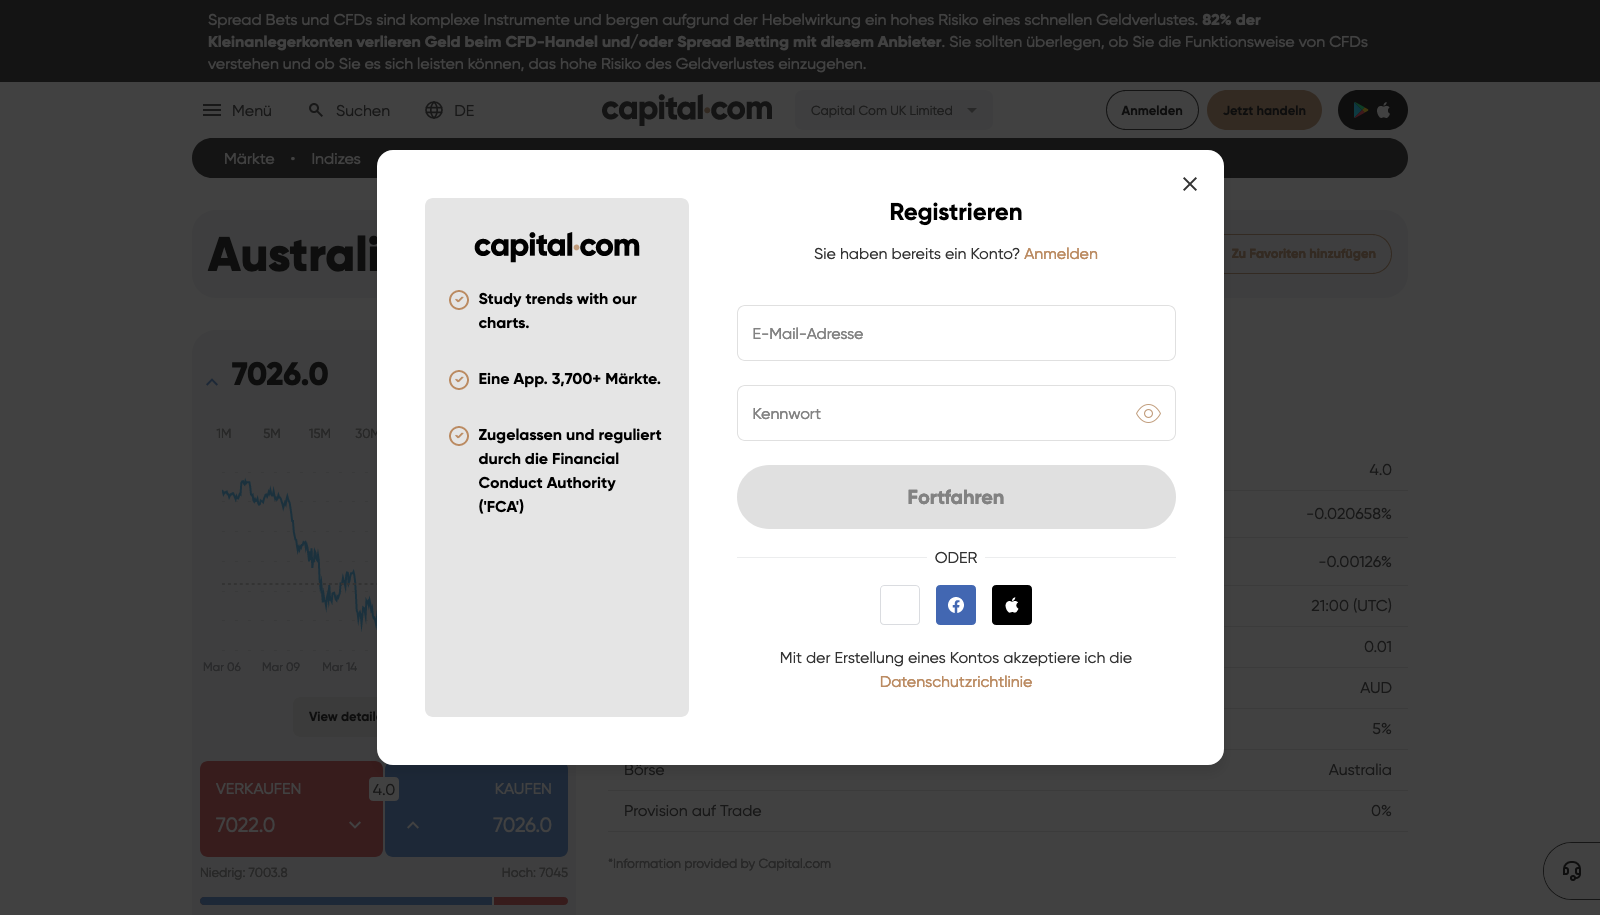 Spread Bets und CFDs sind komplexe Instrumente und bergen aufgrund der Hebelwirkung ein hohes Risiko eines schnellen Geldverlustes. 82% der
Kleinanlegerkonten verlieren Geld beim CFD-Handel und/oder Spread Betting mit diesem Anbieter. Sie sollten überlegen, ob Sie die Funktionsweise von CFDs
verstehen und ob Sie es sich leisten können, das hohe Risiko des Geldverlustes einzugehen.
Menü
Suchen
DE
capital.com
Capital Com UK Limited
Anmelden
Jetzt handeln
Märkte
•
Indizes
Australi
Zu Favoriten hinzufügen
7026.0
1M
5M
15M
30M
Mar 06
Mar 09
Mar 14
View detaile
VERKAUFEN
7022.0
4.0
KAUFEN
7026.0
Niedrig: 7003.8
Hoch: 7045
capital.com
Study trends with our
charts.
Eine App. 3,700+ Märkte.
Zugelassen und reguliert
durch die Financial
Conduct Authority
('FCA')
Registrieren
Sie haben bereits ein Konto? Anmelden
E-Mail-Adresse
Kennwort
Fortfahren
ODER
Mit der Erstellung eines Kontos akzeptiere ich die
Datenschutzrichtlinie
4.0
-0.020658%
-0.00126%
21:00 (UTC)
0.01
AUD
5%
Börse
Australia
Provision auf Trade
0%
*Information provided by Capital.com